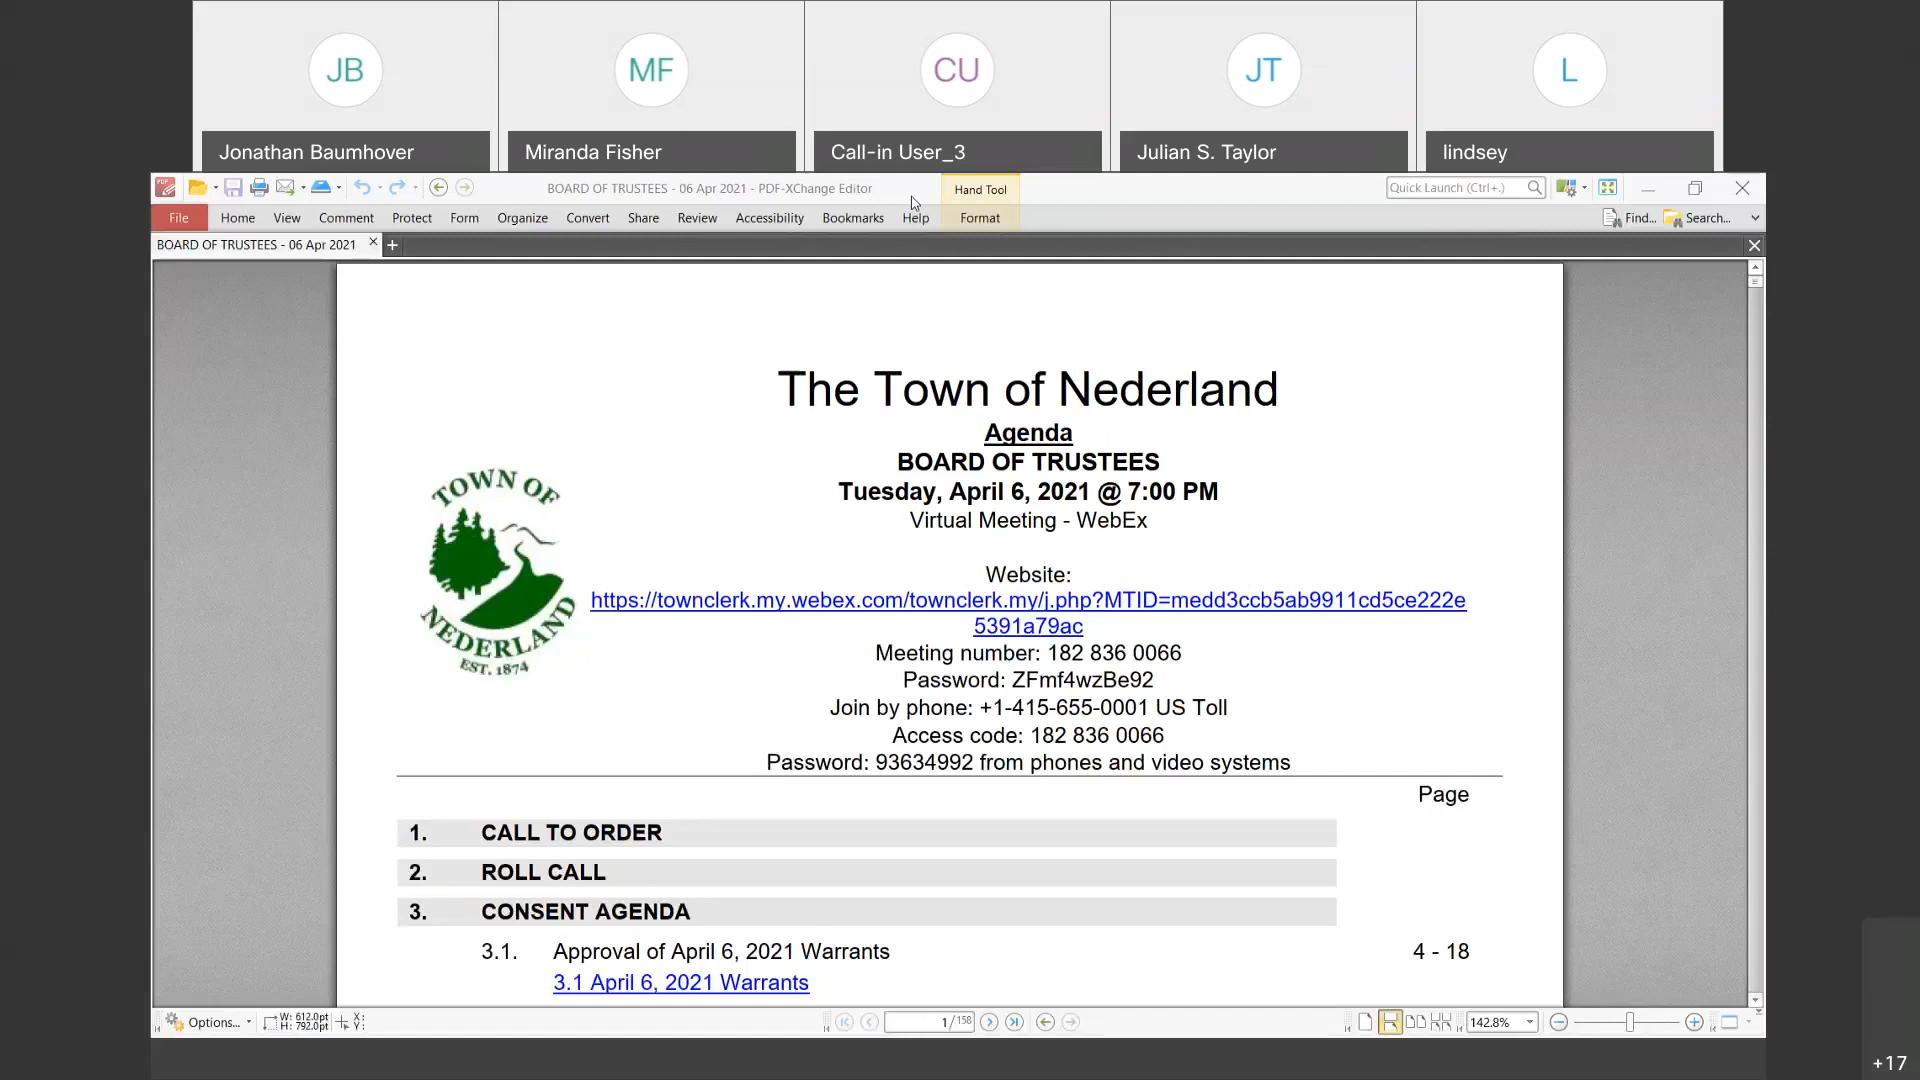 JB
MF
CU
JT
L
Jonathan Baumhover
Miranda Fisher
Call-in User_3
Julian S. Taylor
lindsey
BOARD OF TRUSTEES - 06 Apr 2021 - PDF-XChange Editor
Hand Tool
Quick Launch (Ctrl+.)
File Home View Comment Protect Form Organize Convert Share Review Accessibility Bookmarks Help Format Find... Search...
BOARD OF TRUSTEES - 06 Apr 2021
The Town of Nederland
Agenda
BOARD OF TRUSTEES
Tuesday, April 6, 2021 @ 7:00 PM
Virtual Meeting - WebEx
TOWN OF
NEDERLAND
EST. 1874
Website:
https://townclerk.my.webex.com/townclerk.my/j.php?MTID=medd3ccb5ab9911cd5ce222e
5391a79ac
Meeting number: 182 836 0066
Password: ZFmf4wzBe92
Join by phone: +1-415-655-0001 US Toll
Access code: 182 836 0066
Password: 93634992 from phones and video systems
Page
1. CALL TO ORDER
2. ROLL CALL
3. CONSENT AGENDA
3.1. Approval of April 6, 2021 Warrants 4 - 18
3.1 April 6, 2021 Warrants
Options...
W: 612.0pt
H: 792.0pt
X:
Y:
1 / 158
142.8%
+17